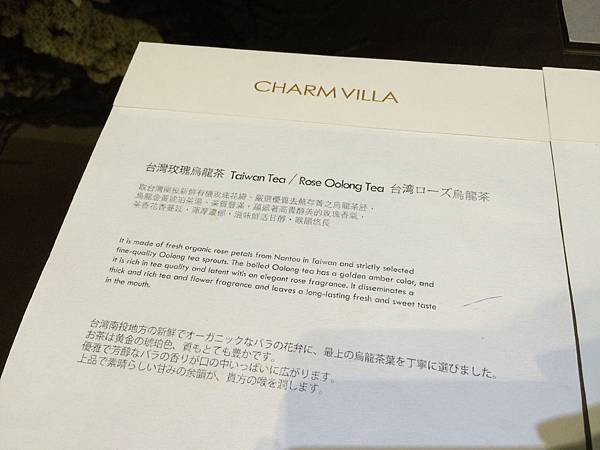 CHARM VILLA
台灣玫瑰烏龍茶 Taiwan Tea / Rose Oolong Tea 台湾ローズ烏龍茶
取台灣南投新鮮有機玫瑰花瓣、嚴選優質去蕪存菁之烏龍茶胚，
烏龍金黃琥珀茶湯、茶質豐滿，蘊藏著高貴醇美的玫瑰香氣，
茶香花香蔓延，渾厚濃郁，滋味鮮活甘醇，喉韻悠長
It is made of fresh organic rose petals from Nantou in Taiwan and strictly selected
fine-quality Oolong tea sprouts. The boiled Oolong tea has a golden amber color, and
it is rich in tea quality and latent with an elegant rose fragrance. It disseminates a
thick and rich tea and flower fragrance and leaves a long-lasting fresh and sweet taste
in the mouth.
台湾南投地方の新鮮でオーガニックなバラの花弁に、最上の烏龍茶葉を丁寧に選びました。
お茶は黄金の琥珀色、質もとても豊かです。
優雅で芳醇なバラの香りが口の中いっぱいに広がります。
上品で素晴らしい甘みの余韻が、貴方の喉を潤します。